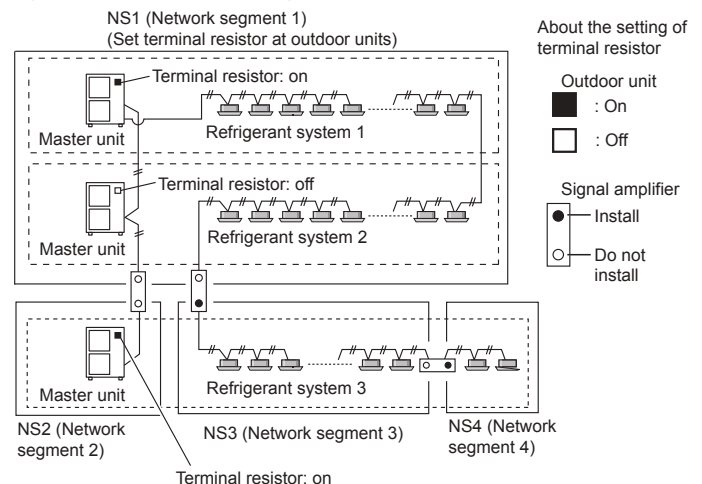 NS1 (Network segment 1)
(Set terminal resistor at outdoor units)
Terminal resistor: on
Master unit
Refrigerant system 1
Terminal resistor: off
Master unit
Refrigerant system 2
Master unit
Refrigerant system 3
NS2 (Network
segment 2)
NS3 (Network segment 3)
NS4 (Network
segment 4)
Terminal resistor: on
About the setting of
terminal resistor
Outdoor unit
: On
: Off
Signal amplifier
Install
Do not
install